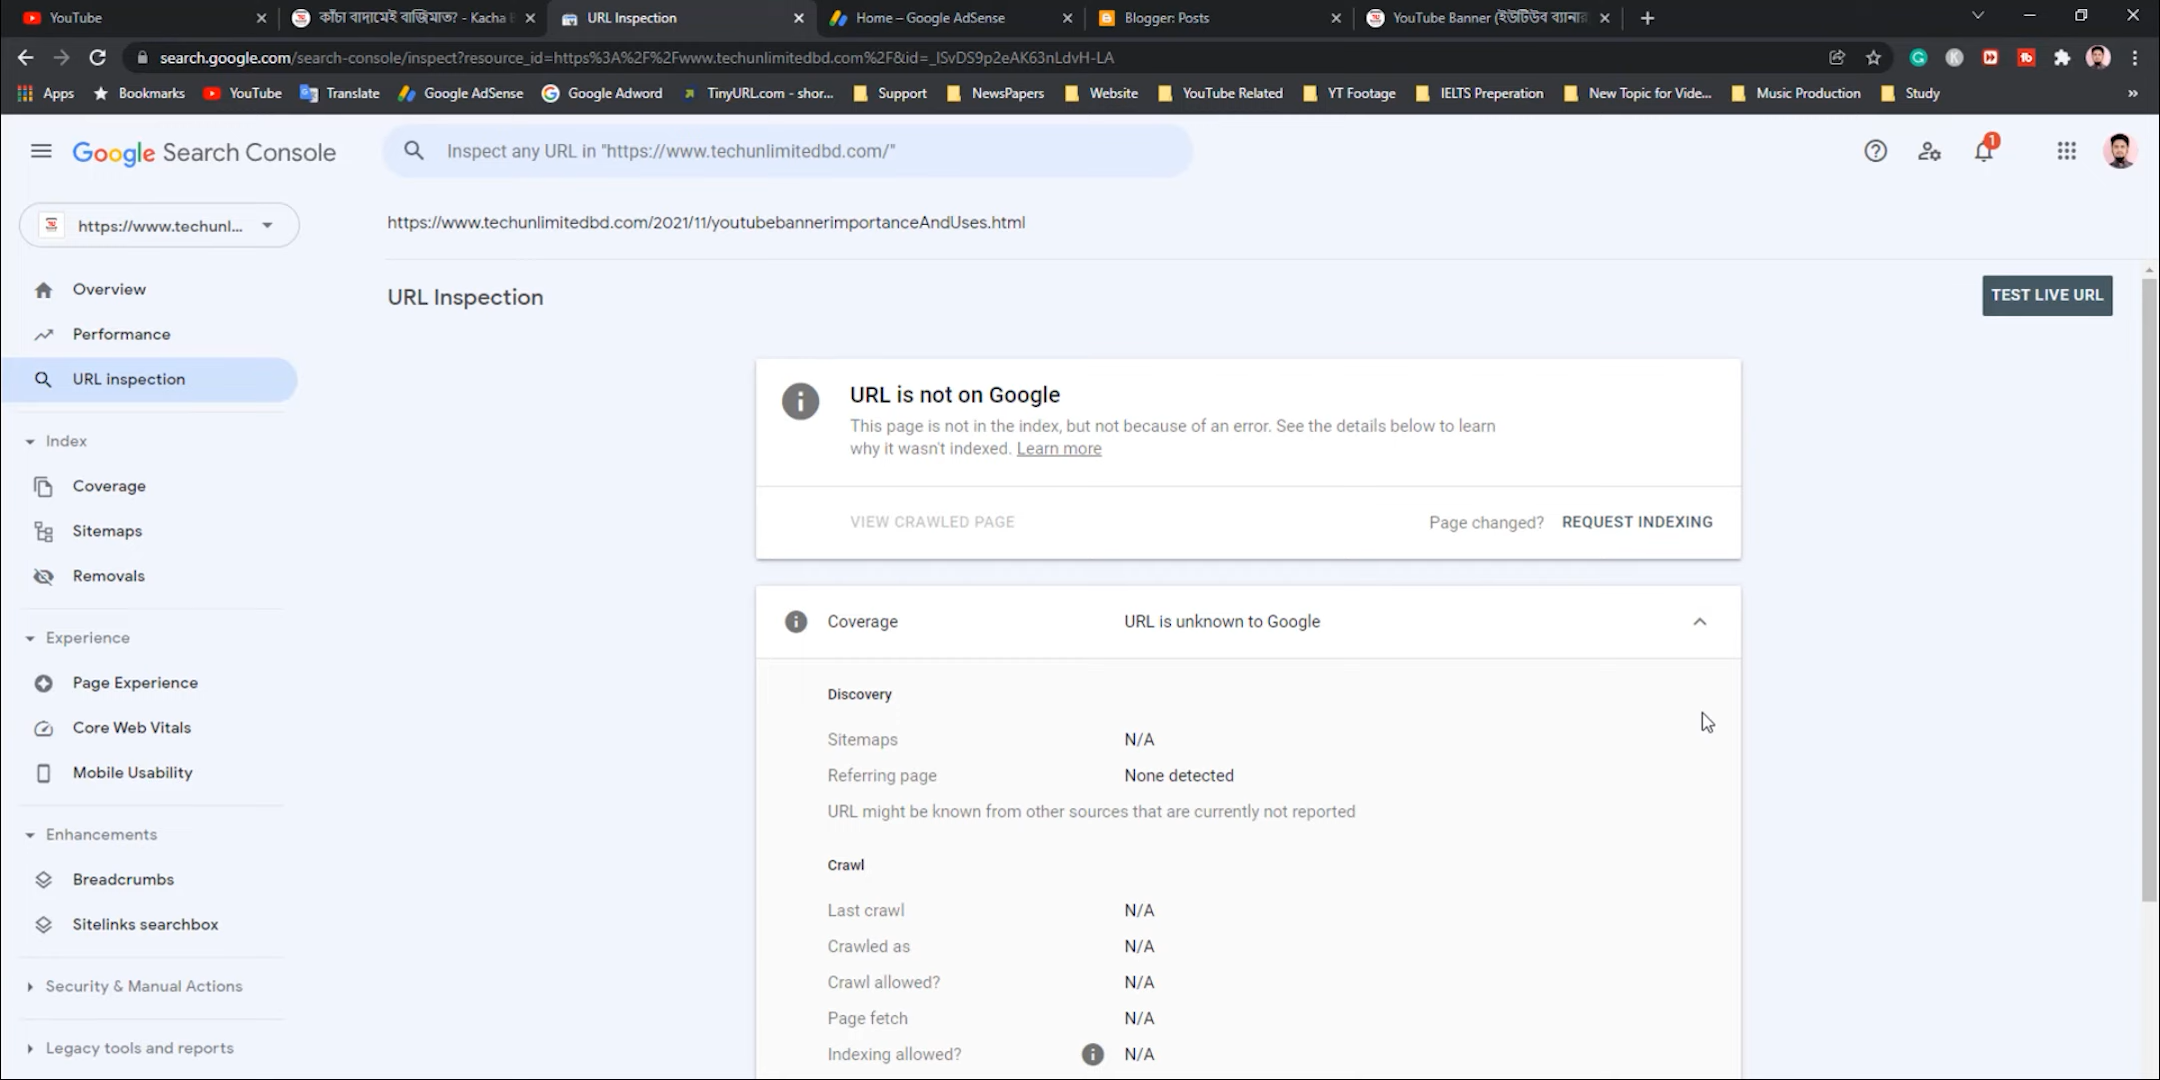 YouTube
কাঁচা বাদামেই বাজিমাত? - Kacha
URL Inspection
Home – Google AdSense
Blogger: Posts
YouTube Banner (ইউটিউব ব্যানার
search.google.com/search-console/inspect?resource_id=https%3A%2F%2Fwww.techunlimitedbd.com%2F&id=_ISvDS9p2eAK63nLdvH-LA
Apps
Bookmarks
YouTube
Translate
Google AdSense
Google Adword
TinyURL.com - shor...
Support
NewsPapers
Website
YouTube Related
YT Footage
IELTS Preperation
New Topic for Vide...
Music Production
Study
»
Google Search Console
Inspect any URL in "https://www.techunlimitedbd.com/"
1
https://www.techunl...
https://www.techunlimitedbd.com/2021/11/youtubebannerimportanceAndUses.html
Overview
Performance
URL inspection
Index
Coverage
Sitemaps
Removals
Experience
Page Experience
Core Web Vitals
Mobile Usability
Enhancements
Breadcrumbs
Sitelinks searchbox
Security & Manual Actions
Legacy tools and reports
URL Inspection
TEST LIVE URL
URL is not on Google
This page is not in the index, but not because of an error. See the details below to learn
why it wasn't indexed. Learn more
VIEW CRAWLED PAGE
Page changed? REQUEST INDEXING
Coverage URL is unknown to Google
Discovery
Sitemaps N/A
Referring page None detected
URL might be known from other sources that are currently not reported
Crawl
Last crawl N/A
Crawled as N/A
Crawl allowed? N/A
Page fetch N/A
Indexing allowed? N/A